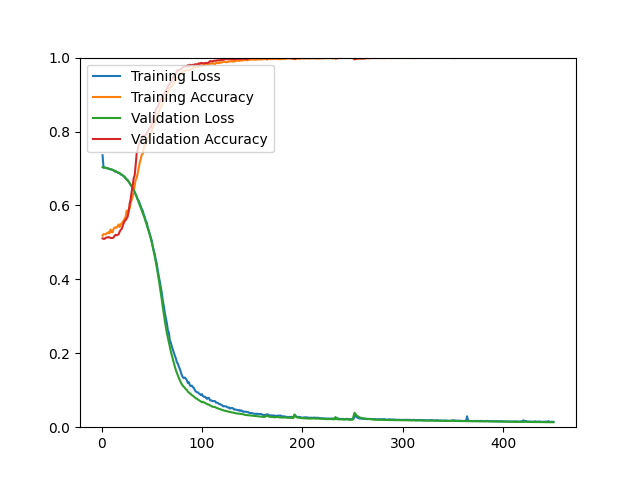 1.0
0.8
0.6
0.4
0.2
0.0
Training Loss
Training Accuracy
Validation Loss
Validation Accuracy
0 100 200 300 400